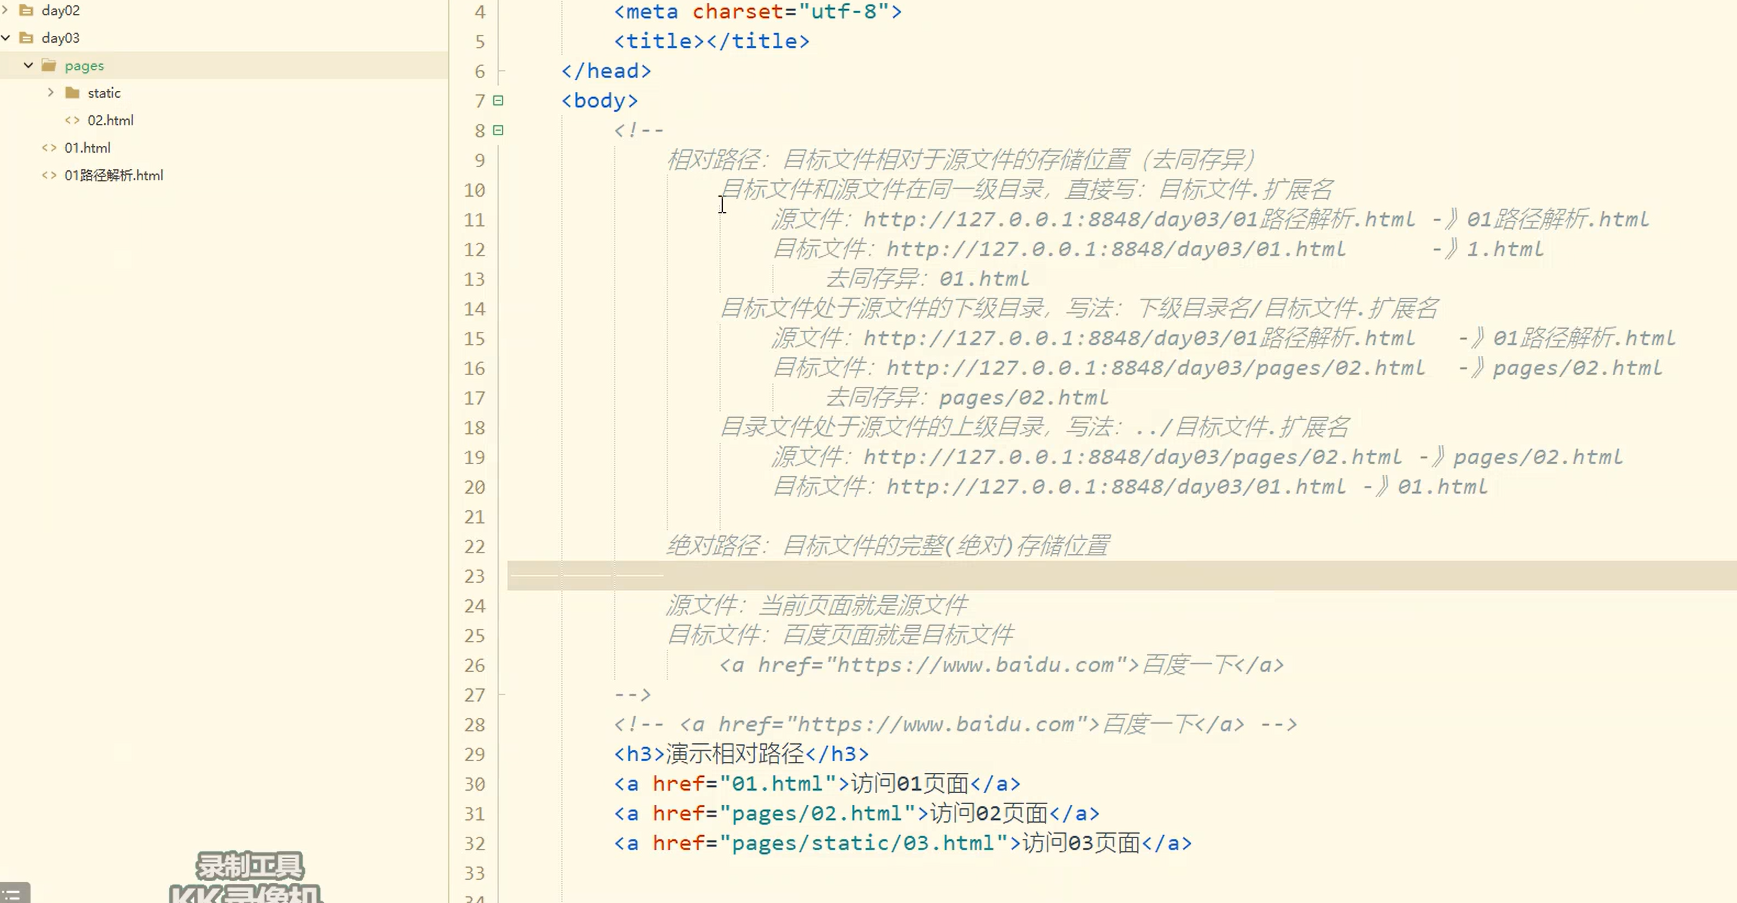 day02
day03
pages
static
02.html
01.html
01路径解析.html
4 <meta charset="utf-8">
5 <title></title>
6 </head>
7 <body>
8 <!--
9 相对路径：目标文件相对于源文件的存储位置（去同存异）
10 目标文件和源文件在同一级目录，直接写：目标文件.扩展名
11 源文件：http://127.0.0.1:8848/day03/01路径解析.html -》01路径解析.html
12 目标文件：http://127.0.0.1:8848/day03/01.html -》1.html
13 去同存异：01.html
14 目标文件处于源文件的下级目录，写法：下级目录名/目标文件.扩展名
15 源文件：http://127.0.0.1:8848/day03/01路径解析.html -》01路径解析.html
16 目标文件：http://127.0.0.1:8848/day03/pages/02.html -》pages/02.html
17 去同存异：pages/02.html
18 目录文件处于源文件的上级目录，写法：../目标文件.扩展名
19 源文件：http://127.0.0.1:8848/day03/pages/02.html -》pages/02.html
20 目标文件：http://127.0.0.1:8848/day03/01.html -》01.html
21
22 绝对路径：目标文件的完整(绝对)存储位置
23
24 源文件：当前页面就是源文件
25 目标文件：百度页面就是目标文件
26 <a href="https://www.baidu.com">百度一下</a>
27 -->
28 <!-- <a href="https://www.baidu.com">百度一下</a> -->
29 <h3>演示相对路径</h3>
30 <a href="01.html">访问01页面</a>
31 <a href="pages/02.html">访问02页面</a>
32 <a href="pages/static/03.html">访问03页面</a>
33
34
录制工具
KK录像机